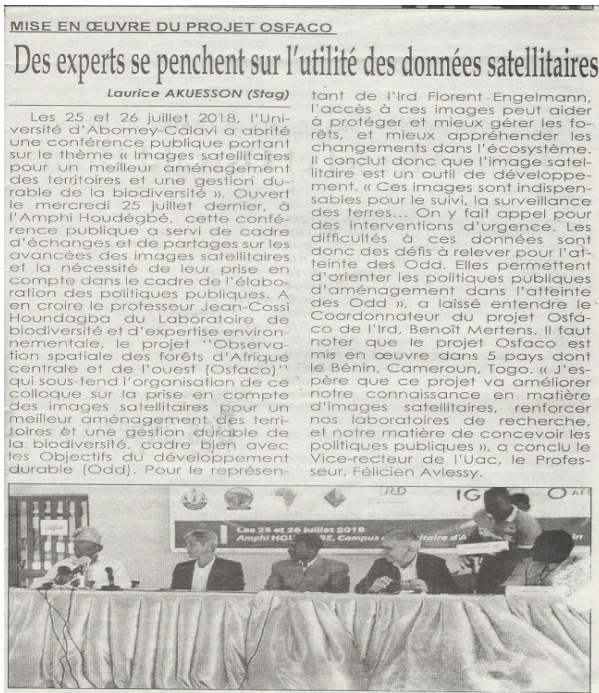 MISE EN ŒUVRE DU PROJET OSFACO
Des experts se penchent sur l'utilité des données satellitaires
Laurice AKUESSON (Stag)
Les 25 et 26 juillet 2018, l'Uni-
versité d'Abomey-Calavi a abrité
une conférence publique portant
sur le thème « Images satellitaires
pour un meilleur aménagement
des territoires et une gestion du-
rable de la biodiversité ». Ouvert
le mercredi 25 juillet dernier, à
l'Amphi Houdégbé, cette confé-
rence publique a servi de cadre
d'échanges et de partages sur les
avancées des images satellitaires
et la nécessité de leur prise en
compte dans le cadre de l'élabo-
ration des politiques publiques. A
en croire le professeur Jean-Cossi
Houndagba du Laboratoire de
biodiversité et d'expertise environ-
nementale, le projet ''Observa-
tion spatiale des forêts d'Afrique
centrale et de l'ouest (Osfaco)''
qui sous-tend l'organisation de ce
colloque sur la prise en compte
des images satellitaires pour un
meilleur aménagement des terri-
toires et une gestion durable de
la biodiversité, cadre bien avec
les Objectifs du développement
durable (Odd). Pour le représen-
tant de l'Ird Florent Engelmann,
l'accès à ces images peut aider
à protéger et mieux gérer les fo-
rêts, et mieux appréhender les
changements dans l'écosystème.
Il conclut donc que l'image satel-
litaire est un outil de développe-
ment. « Ces images sont indispen-
sables pour le suivi, la surveillance
des terres... On y fait appel pour
des interventions d'urgence. Les
difficultés à ces données sont
donc des défis à relever pour l'at-
teinte des Odd. Elles permettent
d'orienter les politiques publiques
d'aménagement dans l'atteinte
des Odd », a laissé entendre le
Coordonnateur du projet Osfa-
co de l'Ird, Benoît Mertens. Il faut
noter que le projet Osfaco est
mis en œuvre dans 5 pays dont
le Bénin, Cameroun, Togo. « J'es-
père que ce projet va améliorer
notre connaissance en matière
d'images satellitaires, renforcer
nos laboratoires de recherche,
et notre matière de concevoir les
politiques publiques », a conclu le
Vice-recteur de l'Uac, le Profes-
seur, Félicien Avlessy.
IRD IG
Les 25 et 26 juillet 2018
Amphi HOU